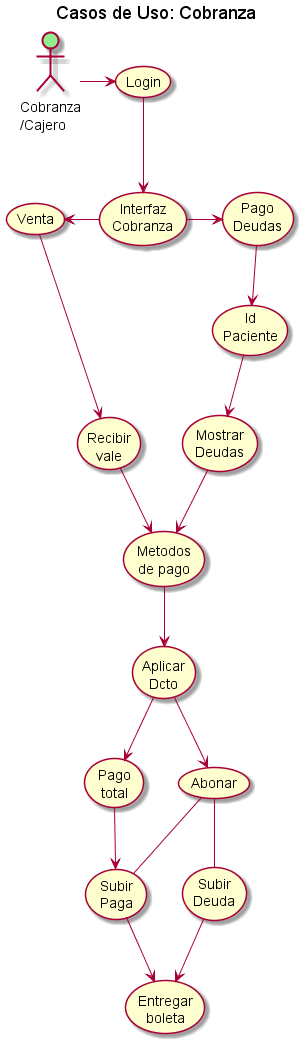 Casos de Uso: Cobranza
Cobranza
/Cajero
Login
Venta
Interfaz
Cobranza
Pago
Deudas
Id
Paciente
Recibir
vale
Mostrar
Deudas
Metodos
de pago
Aplicar
Dcto
Pago
total
Abonar
Subir
Paga
Subir
Deuda
Entregar
boleta